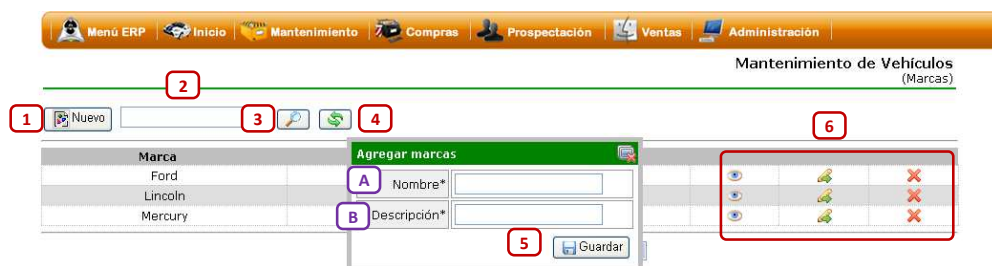 Menú ERP Inicio Mantenimiento Compras Prospectación Ventas Administración
Mantenimiento de Vehículos
(Marcas)
2
1 Nuevo 3 4
6
Marca
Agregar marcas
Ford
A Nombre*
Lincoln
B Descripción*
Mercury
5 Guardar